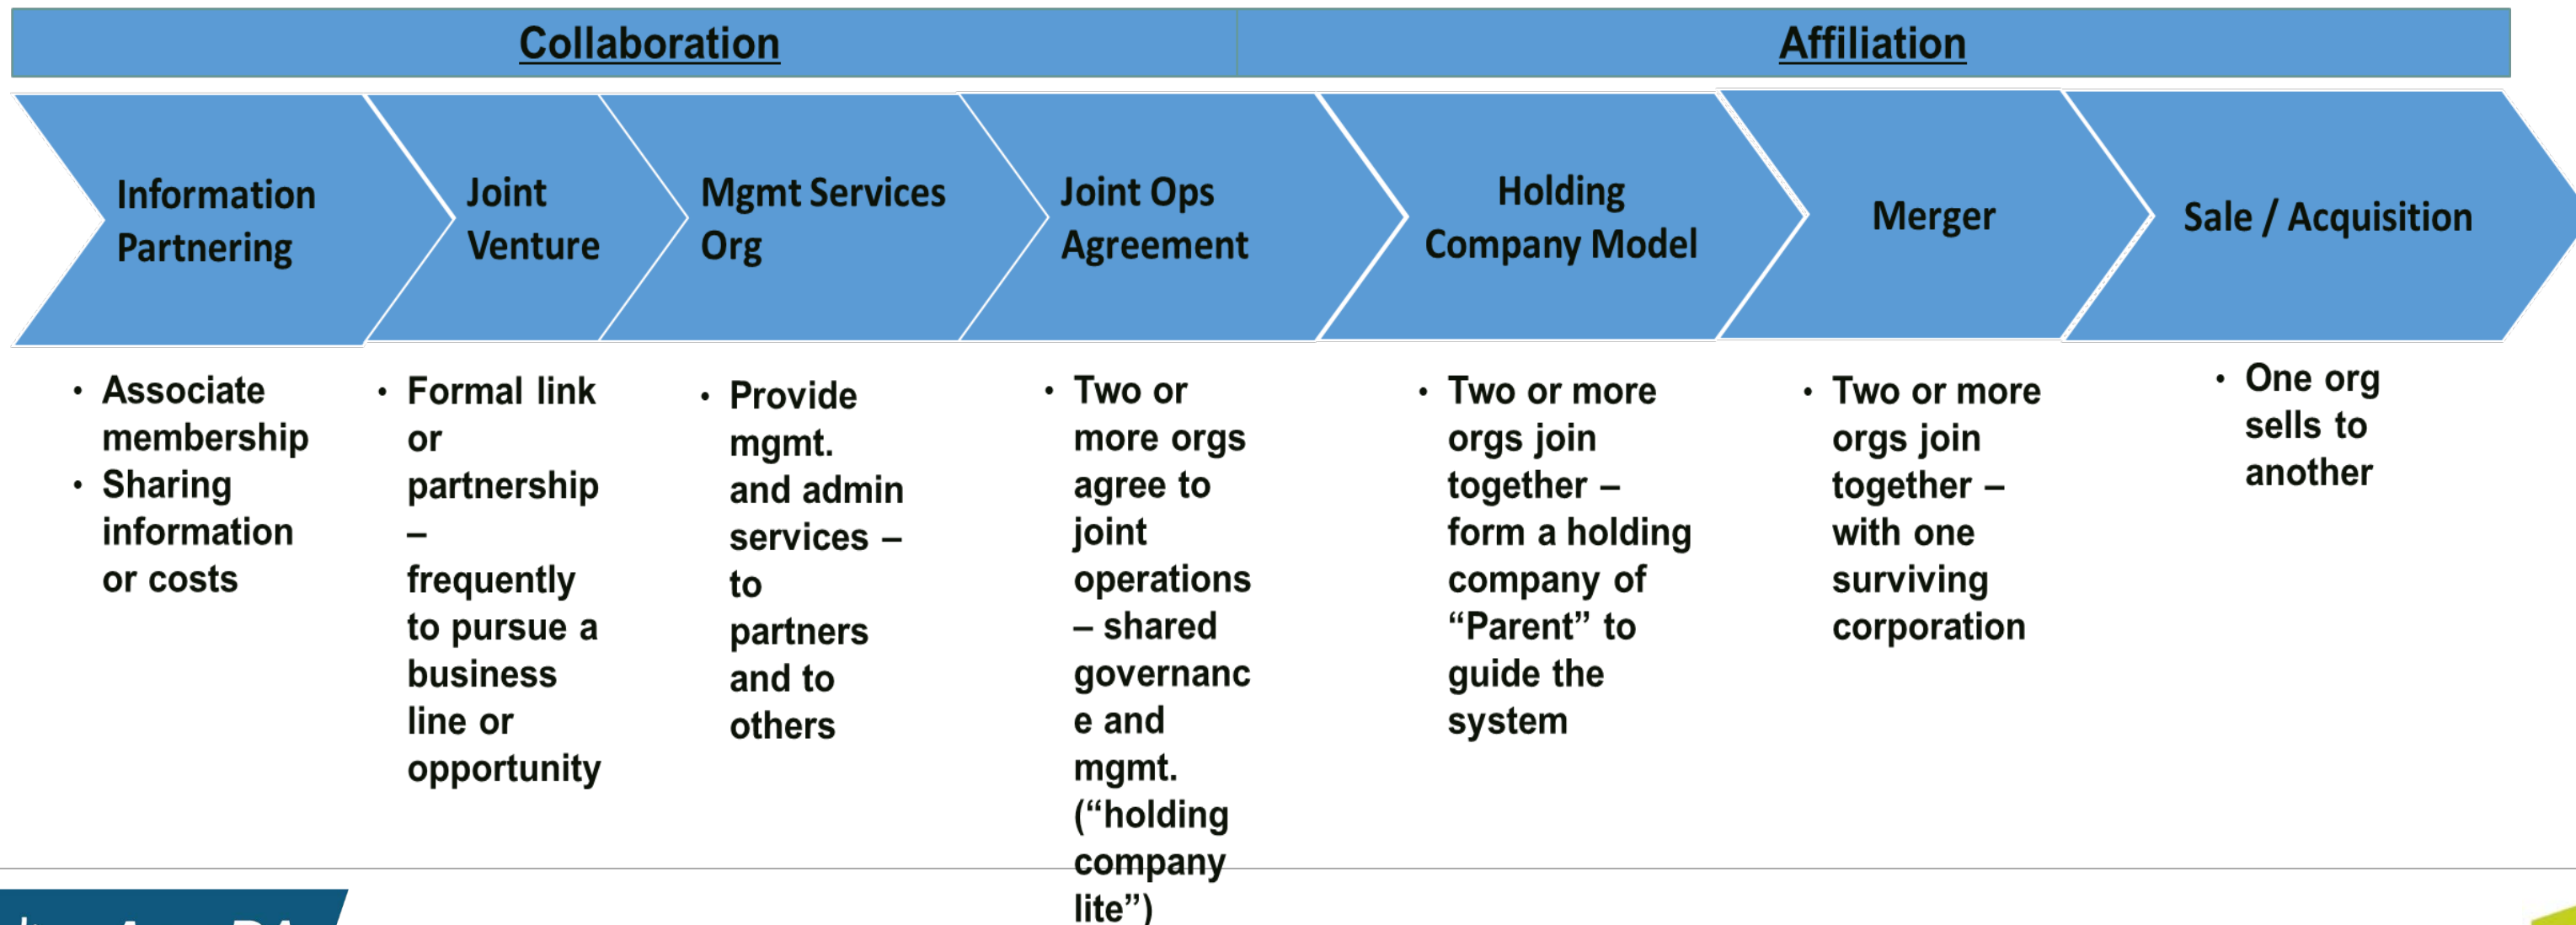 Collaboration
Affiliation
Information
Partnering
Joint
Venture
Mgmt Services
Org
Joint Ops
Agreement
Holding
Company Model
Merger
Sale / Acquisition
• Associate
membership
• Sharing
information
or costs
• Formal link
or
partnership
–
frequently
to pursue a
business
line or
opportunity
• Provide
mgmt.
and admin
services –
to
partners
and to
others
• Two or
more orgs
agree to
joint
operations
– shared
governanc
e and
mgmt.
(“holding
company
lite”)
• Two or more
orgs join
together –
form a holding
company of
“Parent” to
guide the
system
• Two or more
orgs join
together –
with one
surviving
corporation
• One org
sells to
another